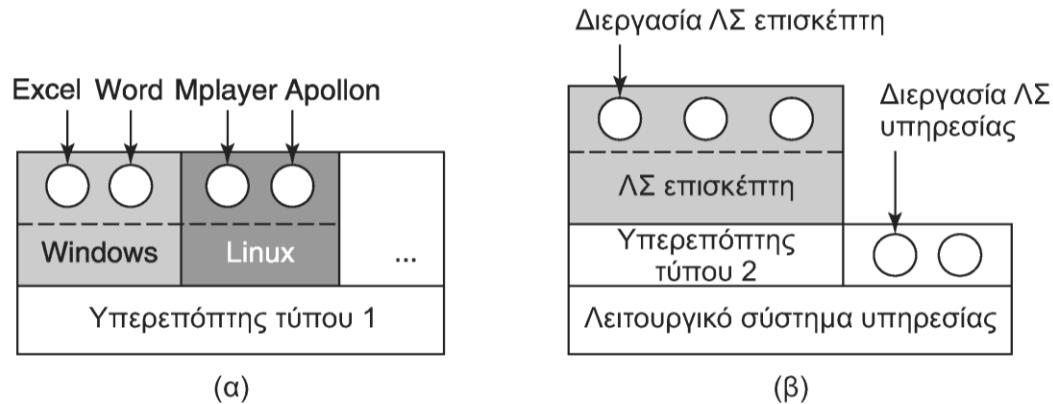 Excel Word Mplayer Apollon
Windows
Linux
...
Υπερεπόπτης τύπου 1
(α)
Διεργασία ΛΣ επισκέπτη
Διεργασία ΛΣ
υπηρεσίας
ΛΣ επισκέπτη
Υπερεπόπτης
τύπου 2
Λειτουργικό σύστημα υπηρεσίας
(β)